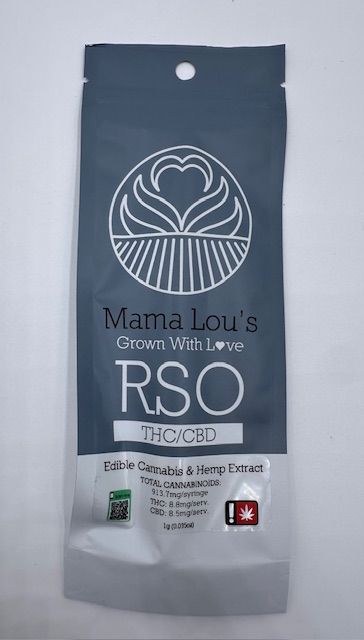 Mama Lou's
Grown With L♥ve
RSO
THC/CBD
Edible Cannabis & Hemp Extract
TOTAL CANNABINOIDS:
913.7mg/syringe
THC: 8.8mg/serv.
CBD: 8.5mg/serv.
1g (0.035oz)
!